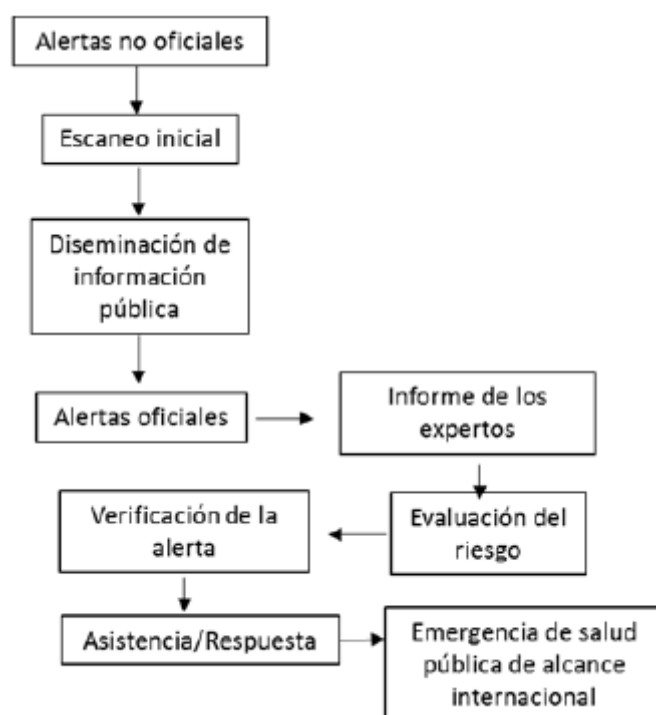 Alertas no oficiales
Escaneo inicial
Diseminación de
información
pública
Alertas oficiales
Informe de los
expertos
Evaluación del
riesgo
Verificación de la
alerta
Asistencia/Respuesta
Emergencia de salud
pública de alcance
internacional